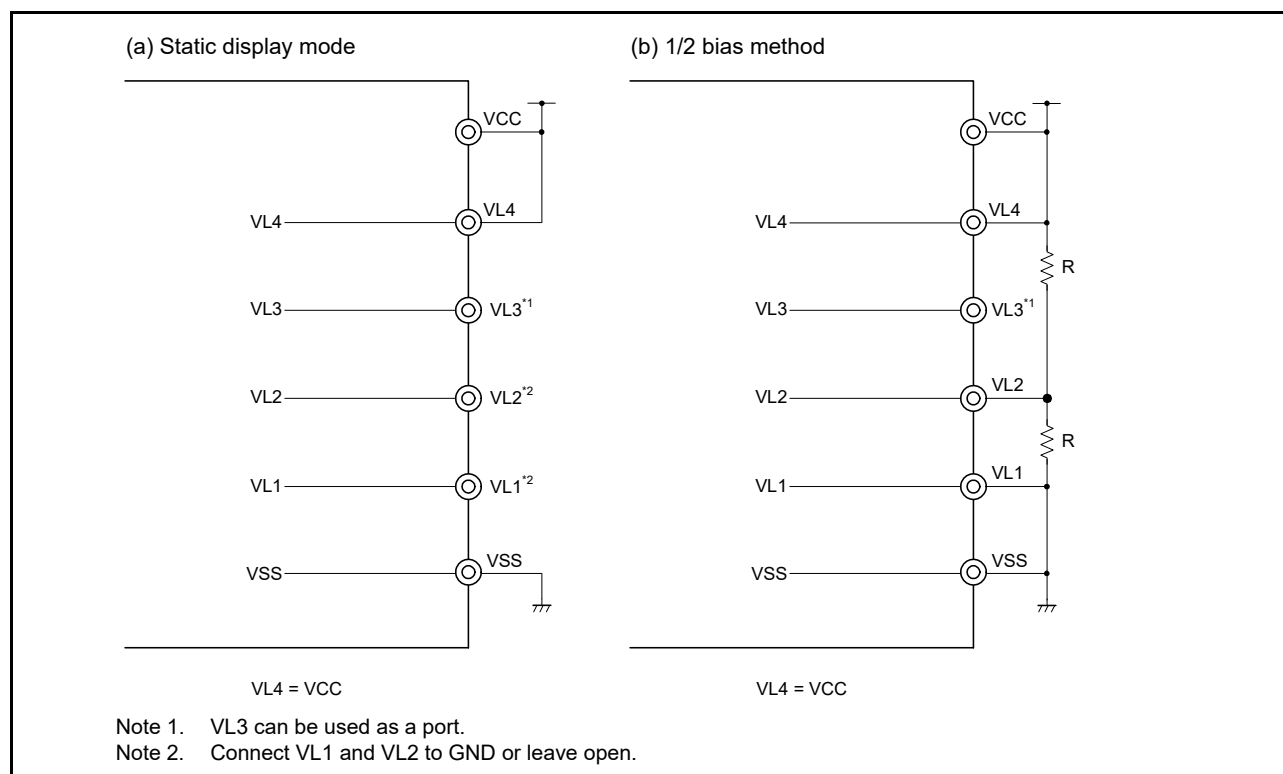 (a) Static display mode
VCC
VL4 VL4
VL3 VL3*1
VL2 VL2*2
VL1 VL1*2
VSS VSS
VL4 = VCC
(b) 1/2 bias method
VCC
VL4 VL4
R
VL3 VL3*1
VL2 VL2
R
VL1 VL1
VSS VSS
VL4 = VCC
Note 1. VL3 can be used as a port.
Note 2. Connect VL1 and VL2 to GND or leave open.